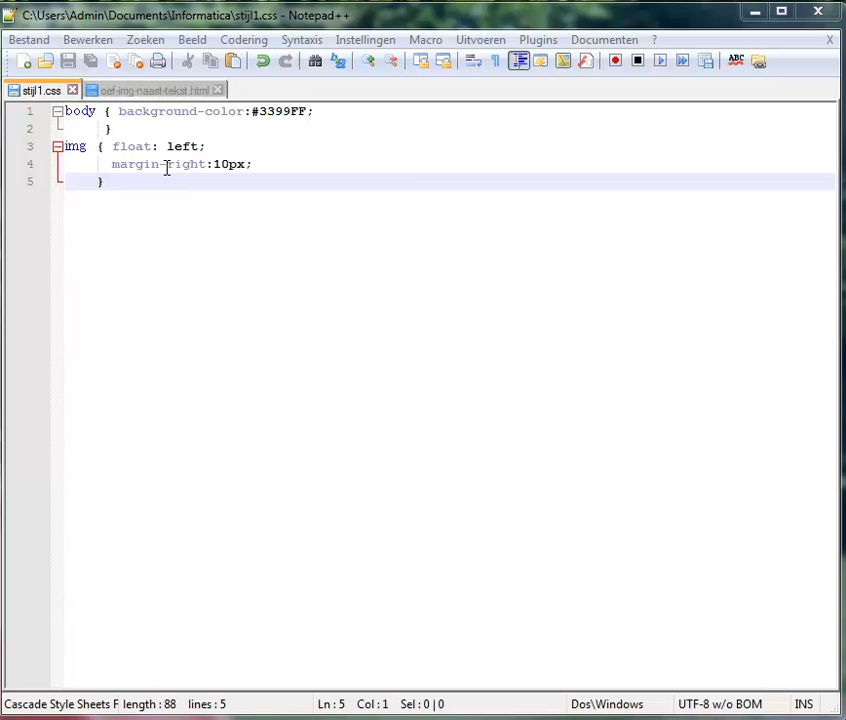 C:\Users\Admin\Documents\Informatica\stijl1.css - Notepad++
Bestand Bewerken Zoeken Beeld Codering Syntaxis Instellingen Macro Uitvoeren Plugins Documenten ? X
ABC
stijl1.css oef-img-naast-tekst.html
1 body { background-color:#3399FF;
2 }
3 img { float: left;
4 margin-right:10px;
5 }
Cascade Style Sheets F length : 88 lines : 5 Ln : 5 Col : 1 Sel : 0 | 0 Dos\Windows UTF-8 w/o BOM INS